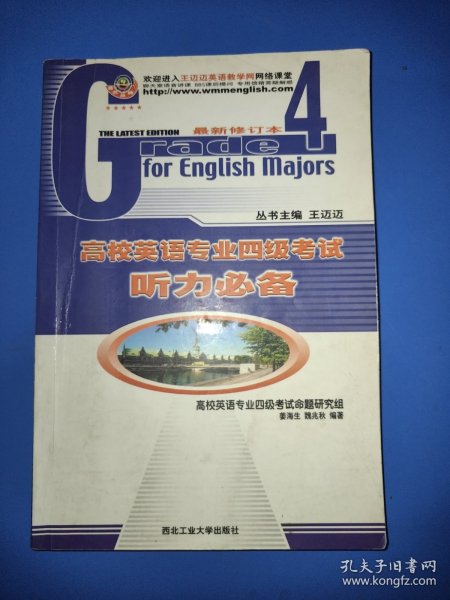 欢迎进入王迈迈英语教学网网络课堂
http://www.wmmenglish.com
THE LATEST EDITION 最新修订本
Grade 4
for English Majors
丛书主编 王迈迈
高校英语专业四级考试
听力必备
高校英语专业四级考试命题研究组
姜海生 魏兆秋 编著
西北工业大学出版社
孔夫子旧书网
www.kongfz.com